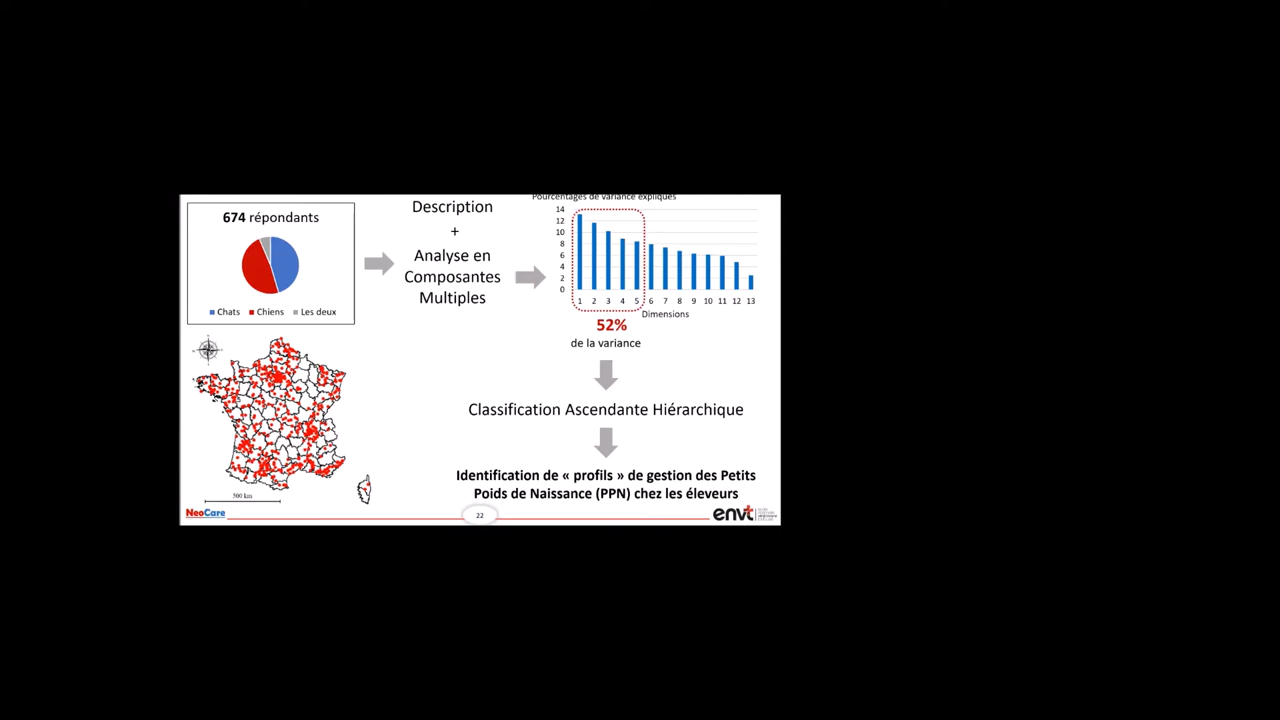 674 répondants
Chats Chiens Les deux
Description
+
Analyse en
Composantes
Multiples
Pourcentages de variance expliqués
14
12
10
8
6
4
2
0
1 2 3 4 5 6 7 8 9 10 11 12 13
Dimensions
52%
de la variance
Classification Ascendante Hiérarchique
Identification de « profils » de gestion des Petits
Poids de Naissance (PPN) chez les éleveurs
500 km
NeoCare
22
envt